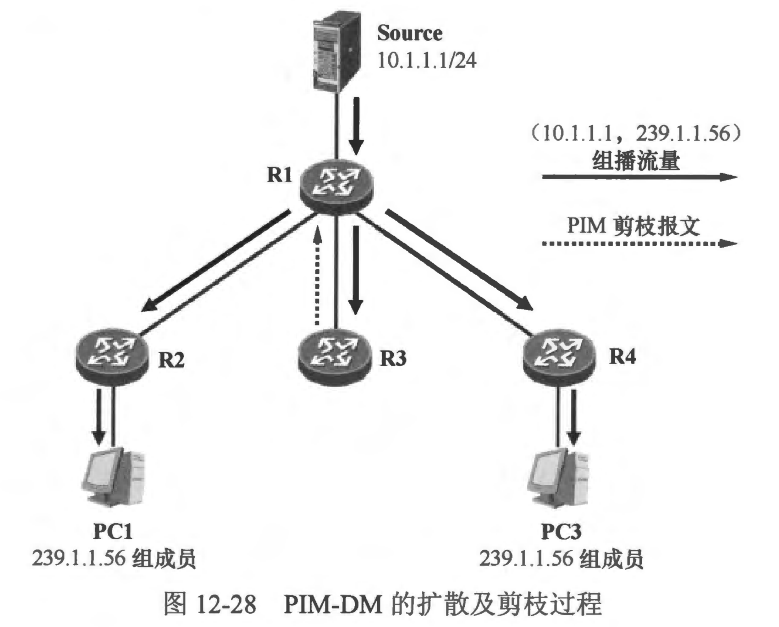 Source
10.1.1.1/24
(10.1.1.1，239.1.1.56)
组播流量
R1
PIM 剪枝报文
R2
R3
R4
PC1
239.1.1.56 组成员
PC3
239.1.1.56 组成员
图 12-28 PIM-DM 的扩散及剪枝过程